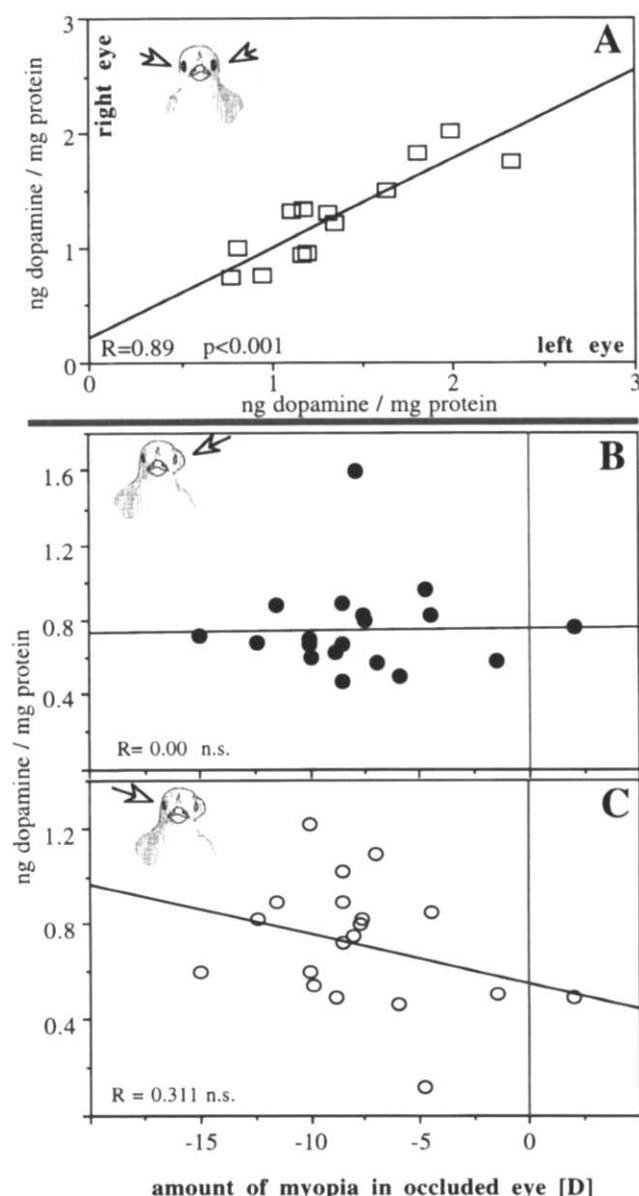 3
A
right eye
ng dopamine / mg protein
2
1
0
R=0.89 p<0.001
left eye
0 1 2 3
ng dopamine / mg protein
B
1.6
1.2
0.8
0.4
R= 0.00 n.s.
ng dopamine / mg protein
C
1.2
0.8
0.4
R = 0.311 n.s.
-15 -10 -5 0
amount of myopia in occluded eye [D]